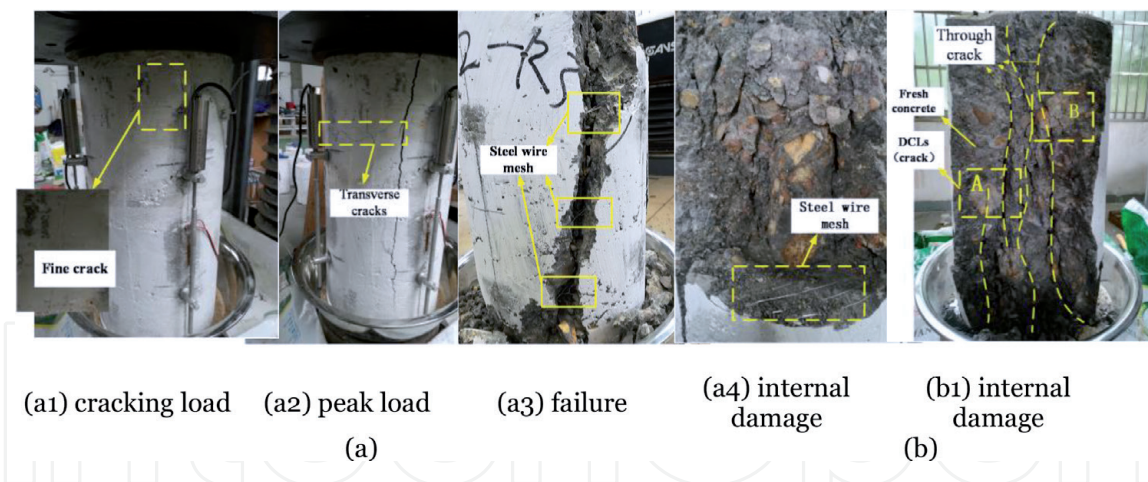 Fine crack
Transverse
cracks
2-R
Steel wire
mesh
Steel wire
mesh
Through
crack
Fresh
concrete
DCLs
(crack)
A
B
(a1) cracking load
(a2) peak load
(a3) failure
(a4) internal
damage
(b1) internal
damage
(a)
(b)